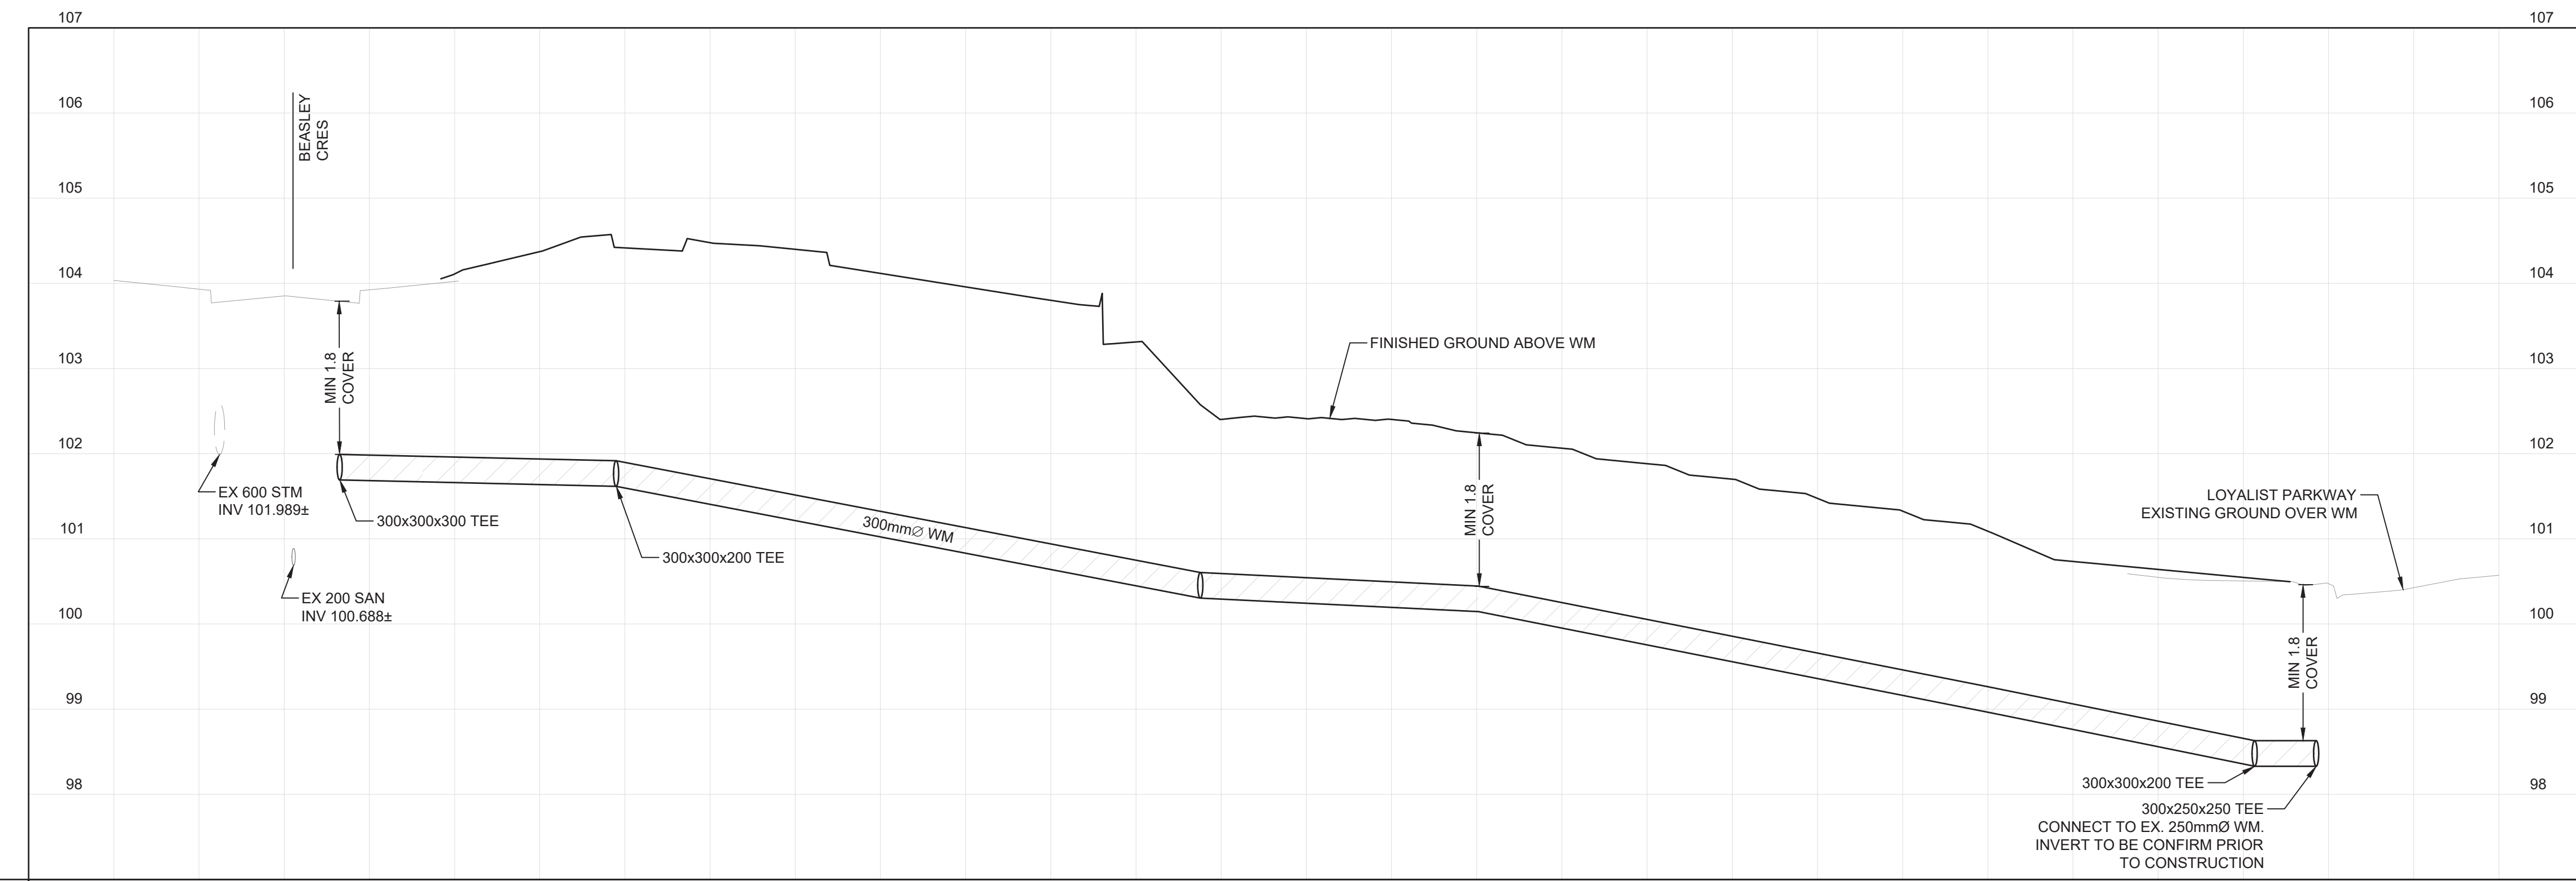 107
107
106
106
105
105
104
104
103
103
102
102
101
101
100
100
99
99
98
98
BEASLEY
CRES
MIN 1.8
COVER
EX 600 STM
INV 101.989±
300x300x300 TEE
EX 200 SAN
INV 100.688±
300x300x200 TEE
300mmØ WM
FINISHED GROUND ABOVE WM
MIN 1.8
COVER
LOYALIST PARKWAY
EXISTING GROUND OVER WM
MIN 1.8
COVER
300x300x200 TEE
300x250x250 TEE
CONNECT TO EX. 250mmØ WM.
INVERT TO BE CONFIRM PRIOR
TO CONSTRUCTION